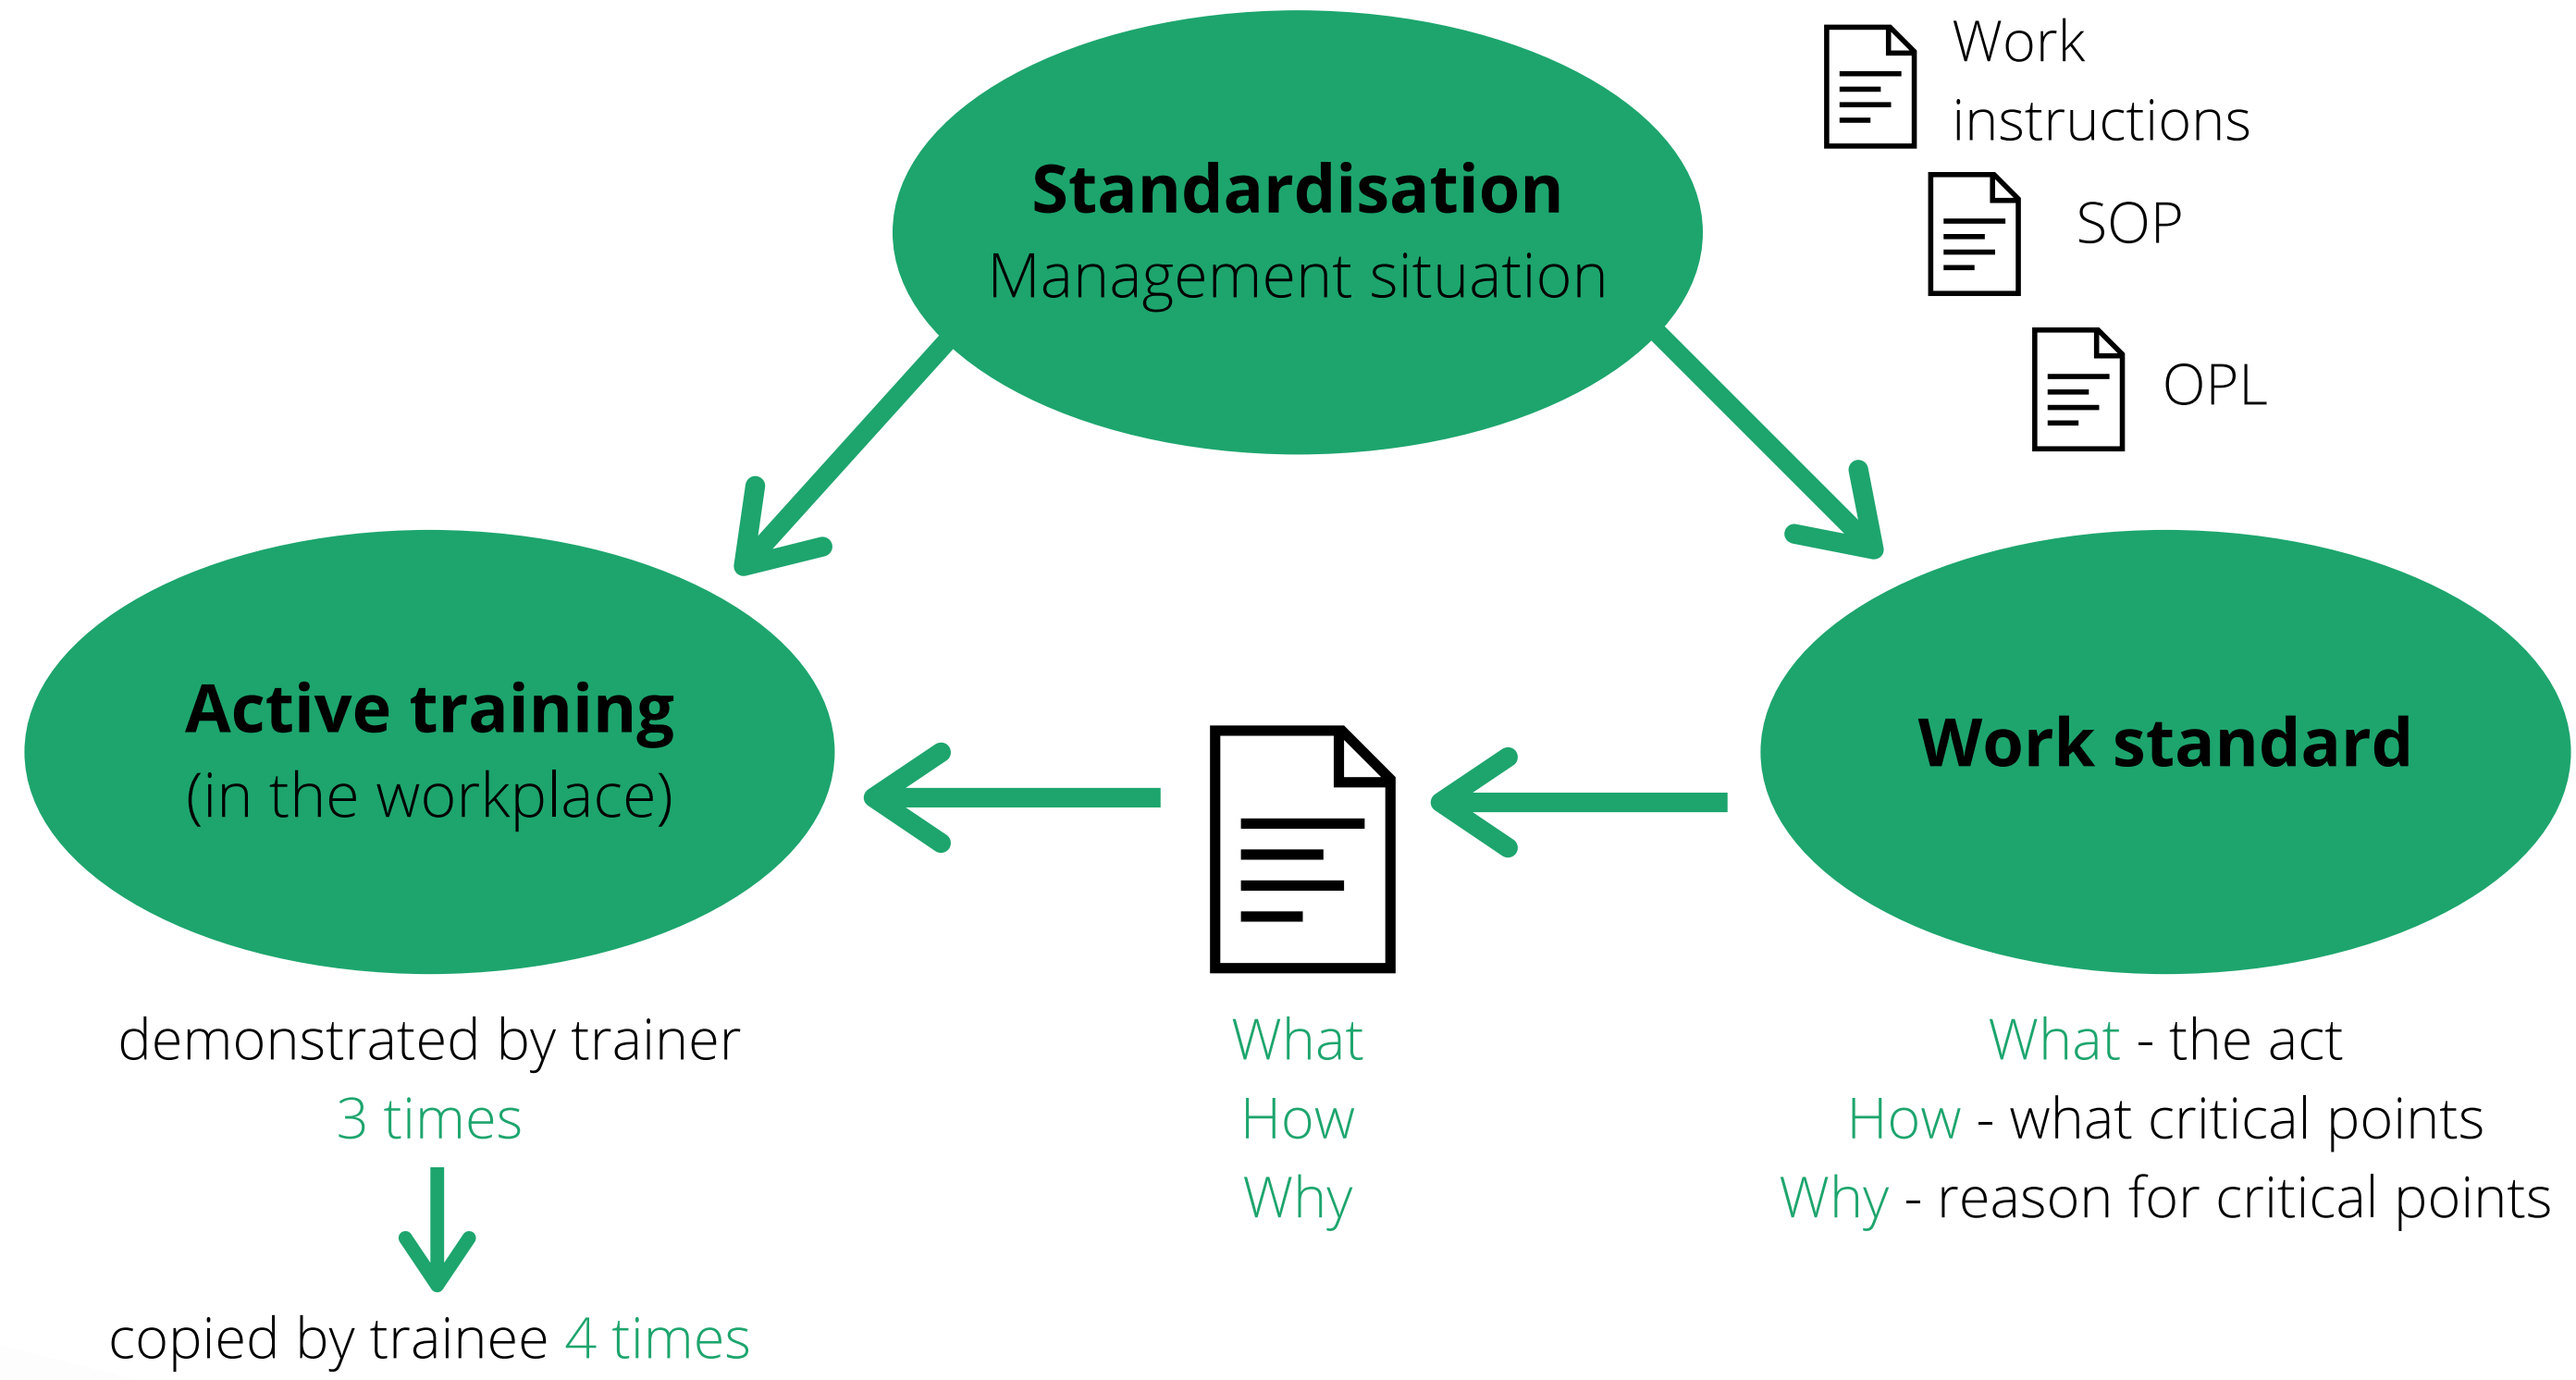 Standardisation
Management situation
Work
instructions
SOP
OPL
Active training
(in the workplace)
Work standard
demonstrated by trainer
3 times
copied by trainee 4 times
What
How
Why
What - the act
How - what critical points
Why - reason for critical points